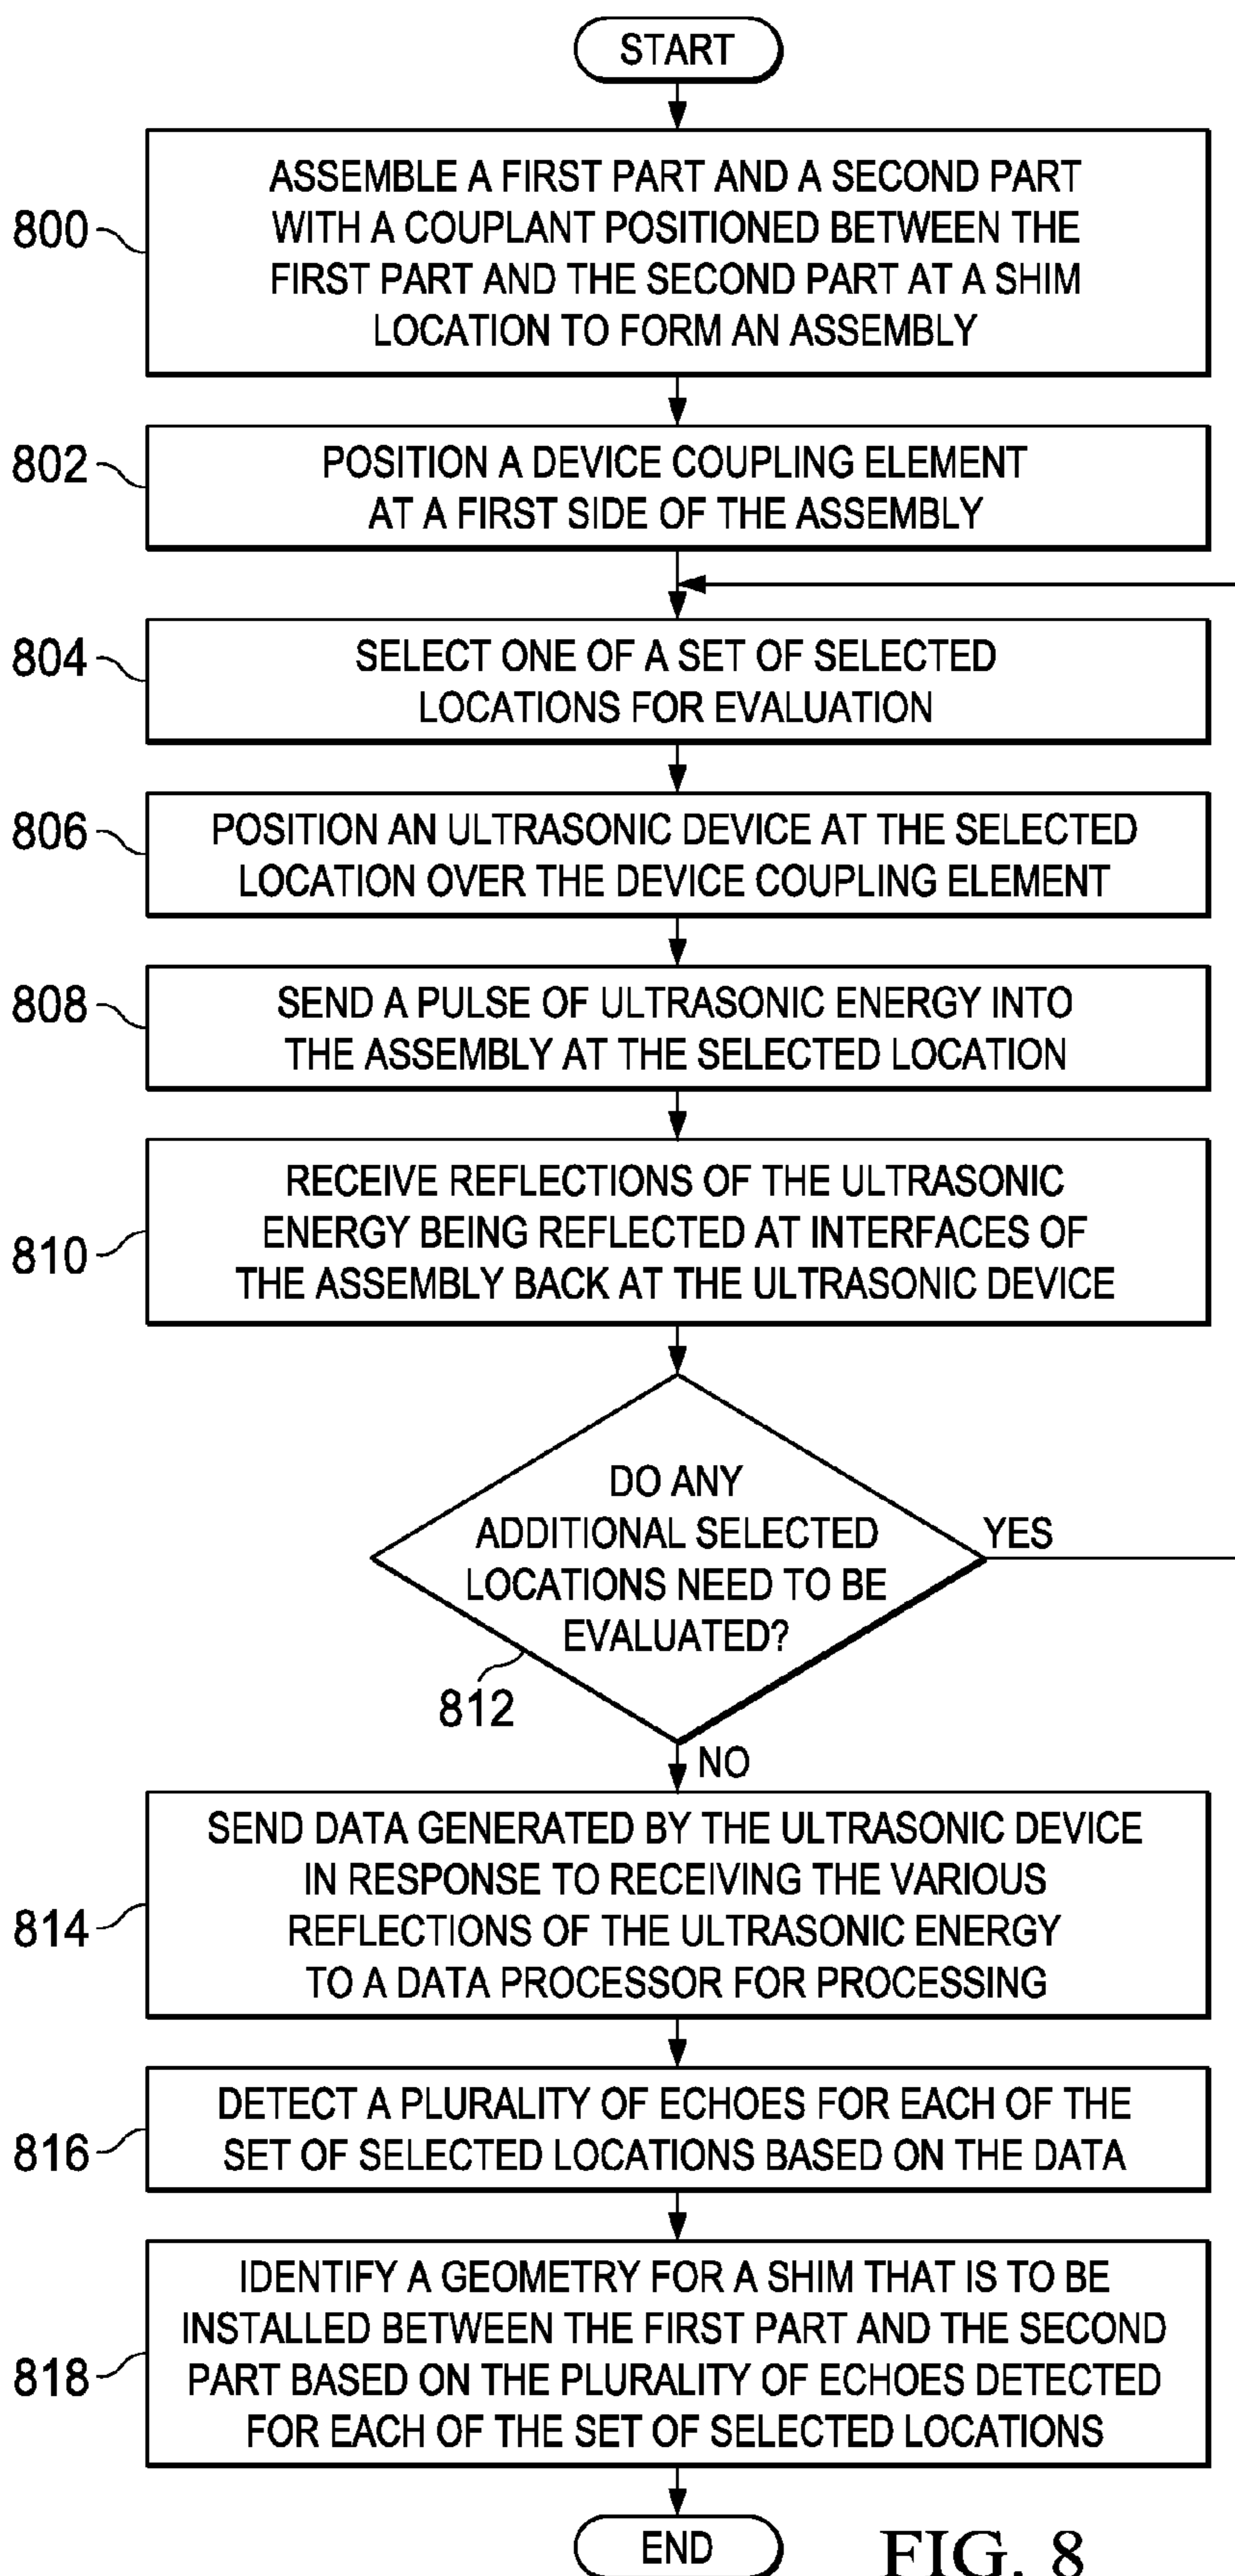 START
800
ASSEMBLE A FIRST PART AND A SECOND PART
WITH A COUPLANT POSITIONED BETWEEN THE
FIRST PART AND THE SECOND PART AT A SHIM
LOCATION TO FORM AN ASSEMBLY
802
POSITION A DEVICE COUPLING ELEMENT
AT A FIRST SIDE OF THE ASSEMBLY
804
SELECT ONE OF A SET OF SELECTED
LOCATIONS FOR EVALUATION
806
POSITION AN ULTRASONIC DEVICE AT THE SELECTED
LOCATION OVER THE DEVICE COUPLING ELEMENT
808
SEND A PULSE OF ULTRASONIC ENERGY INTO
THE ASSEMBLY AT THE SELECTED LOCATION
810
RECEIVE REFLECTIONS OF THE ULTRASONIC
ENERGY BEING REFLECTED AT INTERFACES OF
THE ASSEMBLY BACK AT THE ULTRASONIC DEVICE
DO ANY
ADDITIONAL SELECTED
LOCATIONS NEED TO BE
EVALUATED?
YES
812
NO
814
SEND DATA GENERATED BY THE ULTRASONIC DEVICE
IN RESPONSE TO RECEIVING THE VARIOUS
REFLECTIONS OF THE ULTRASONIC ENERGY
TO A DATA PROCESSOR FOR PROCESSING
816
DETECT A PLURALITY OF ECHOES FOR EACH OF THE
SET OF SELECTED LOCATIONS BASED ON THE DATA
818
IDENTIFY A GEOMETRY FOR A SHIM THAT IS TO BE
INSTALLED BETWEEN THE FIRST PART AND THE SECOND
PART BASED ON THE PLURALITY OF ECHOES DETECTED
FOR EACH OF THE SET OF SELECTED LOCATIONS
END
FIG. 8